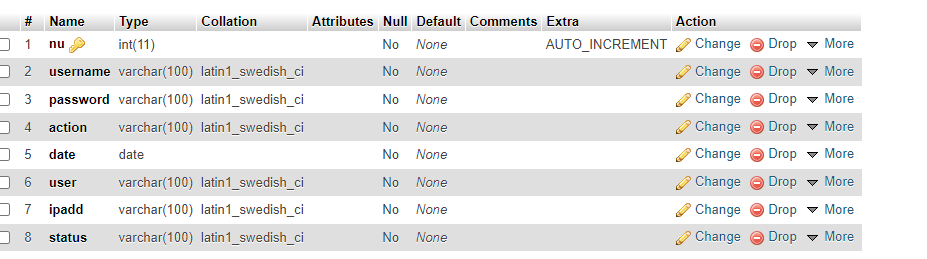 # Name Type Collation Attributes Null Default Comments Extra Action
1 nu int(11) No None AUTO_INCREMENT Change Drop More
2 username varchar(100) latin1_swedish_ci No None Change Drop More
3 password varchar(100) latin1_swedish_ci No None Change Drop More
4 action varchar(100) latin1_swedish_ci No None Change Drop More
5 date date No None Change Drop More
6 user varchar(100) latin1_swedish_ci No None Change Drop More
7 ipadd varchar(100) latin1_swedish_ci No None Change Drop More
8 status varchar(100) latin1_swedish_ci No None Change Drop More